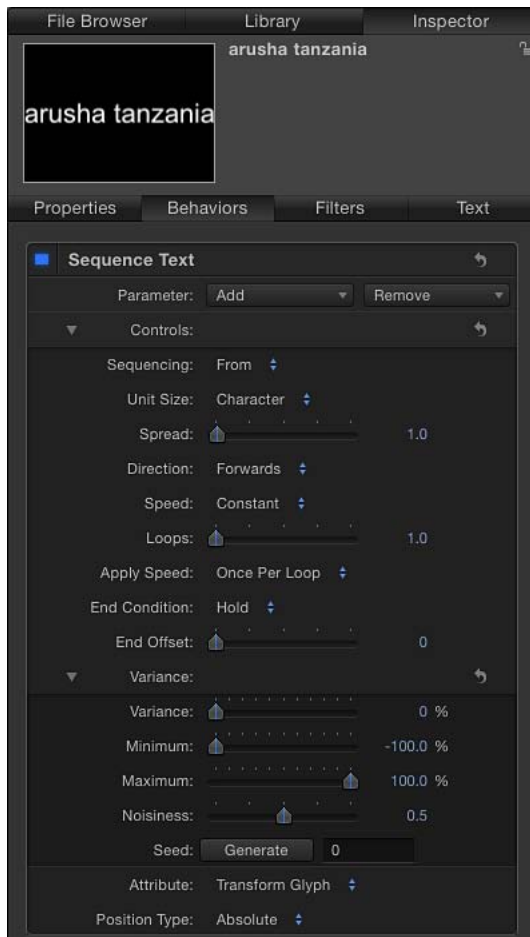 File Browser Library Inspector
arusha tanzania
arusha tanzania
Properties Behaviors Filters Text
Sequence Text
Parameter: Add Remove
Controls:
Sequencing: From
Unit Size: Character
Spread: 1.0
Direction: Forwards
Speed: Constant
Loops: 1.0
Apply Speed: Once Per Loop
End Condition: Hold
End Offset: 0
Variance:
Variance: 0 %
Minimum: -100.0 %
Maximum: 100.0 %
Noisiness: 0.5
Seed: Generate 0
Attribute: Transform Glyph
Position Type: Absolute